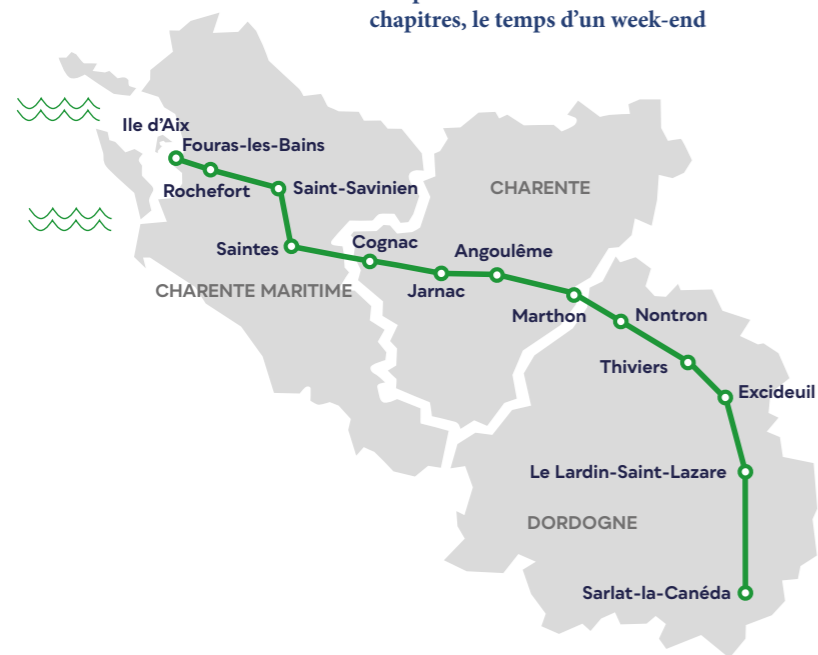 chapitres, le temps d’un week-end
Ile d’Aix
Fouras-les-Bains
Rochefort
Saint-Savinien
CHARENTE
Saintes
Cognac
Angoulême
CHARENTE MARITIME
Jarnac
Marthon
Nontron
Thiviers
Excideuil
Le Lardin-Saint-Lazare
DORDOGNE
Sarlat-la-Canéda